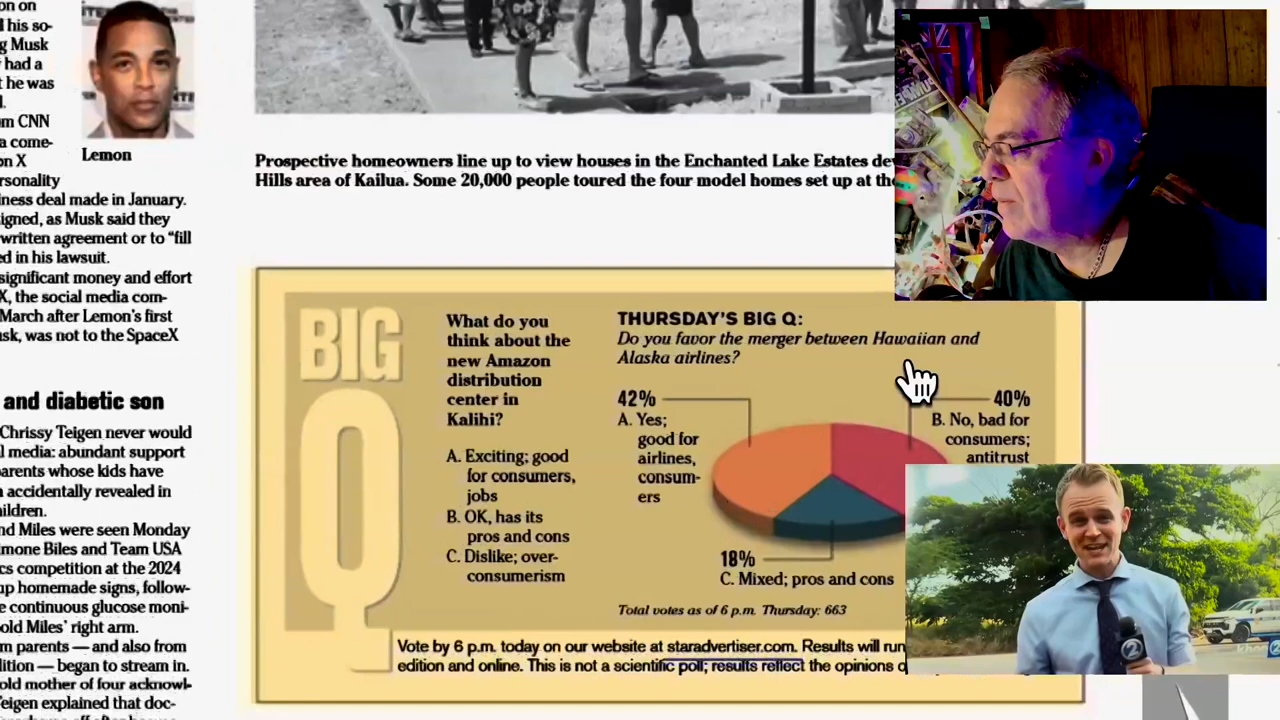 on on
l his so-
g Musk
y had a
t he was
l.
m CNN
a come-
on X
rsonality
iness deal made in January.
igned, as Musk said they
written agreement or to “fill
ed in his lawsuit.
significant money and effort
X, the social media com-
March after Lemon's first
usk, was not to the SpaceX
Lemon
and diabetic son
Chrissy Teigen never would
l media: abundant support
parents whose kids have
n accidentally revealed in
hildren.
nd Miles were seen Monday
imone Biles and Team USA
cs competition at the 2024
up homemade signs, follow-
e continuous glucose moni-
old Miles' right arm.
m parents — and also from
lition — began to stream in.
old mother of four acknowl-
Teigen explained that doc-
Prospective homeowners line up to view houses in the Enchanted Lake Estates dev
Hills area of Kailua. Some 20,000 people toured the four model homes set up at the
BIG
Q
What do you
think about the
new Amazon
distribution
center in
Kalihi?
A. Exciting; good
for consumers,
jobs
B. OK, has its
pros and cons
C. Dislike; over-
consumerism
THURSDAY'S BIG Q:
Do you favor the merger between Hawaiian and
Alaska airlines?
42%
A. Yes;
good for
airlines,
consum-
ers
40%
B. No, bad for
consumers;
antitrust
18%
C. Mixed; pros and cons
Total votes as of 6 p.m. Thursday: 663
Vote by 6 p.m. today on our website at staradvertiser.com. Results will run
edition and online. This is not a scientific poll; results reflect the opinions o
2
khon 2